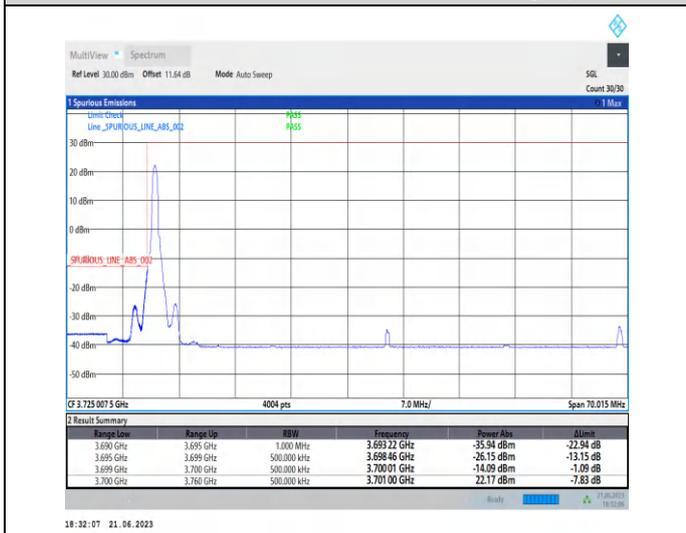 MultiView Spectrum
Ref Level 30.00 dBm Offset 11.64 dB Mode Auto Sweep SGL
Count 30/30
1 Spurious Emissions 1 Max
Limit Check PASS
Line _SPURIOUS_LINE_ABS_002 PASS
30 dBm
20 dBm
10 dBm
0 dBm
_SPURIOUS_LINE_ABS_002
-20 dBm
-30 dBm
-40 dBm
-50 dBm
CF 3.725 007 5 GHz 4004 pts 7.0 MHz/ Span 70.015 MHz
2 Result Summary
Range Low Range Up RBW Frequency Power Abs ΔLimit
3.690 GHz 3.695 GHz 1.000 MHz 3.693 22 GHz -35.94 dBm -22.94 dB
3.695 GHz 3.699 GHz 500.000 kHz 3.698 46 GHz -26.15 dBm -13.15 dB
3.699 GHz 3.700 GHz 500.000 kHz 3.700 01 GHz -14.09 dBm -1.09 dB
3.700 GHz 3.760 GHz 500.000 kHz 3.701 00 GHz 22.17 dBm -7.83 dB
Ready 21.06.2023
18:32:06
18:32:07 21.06.2023